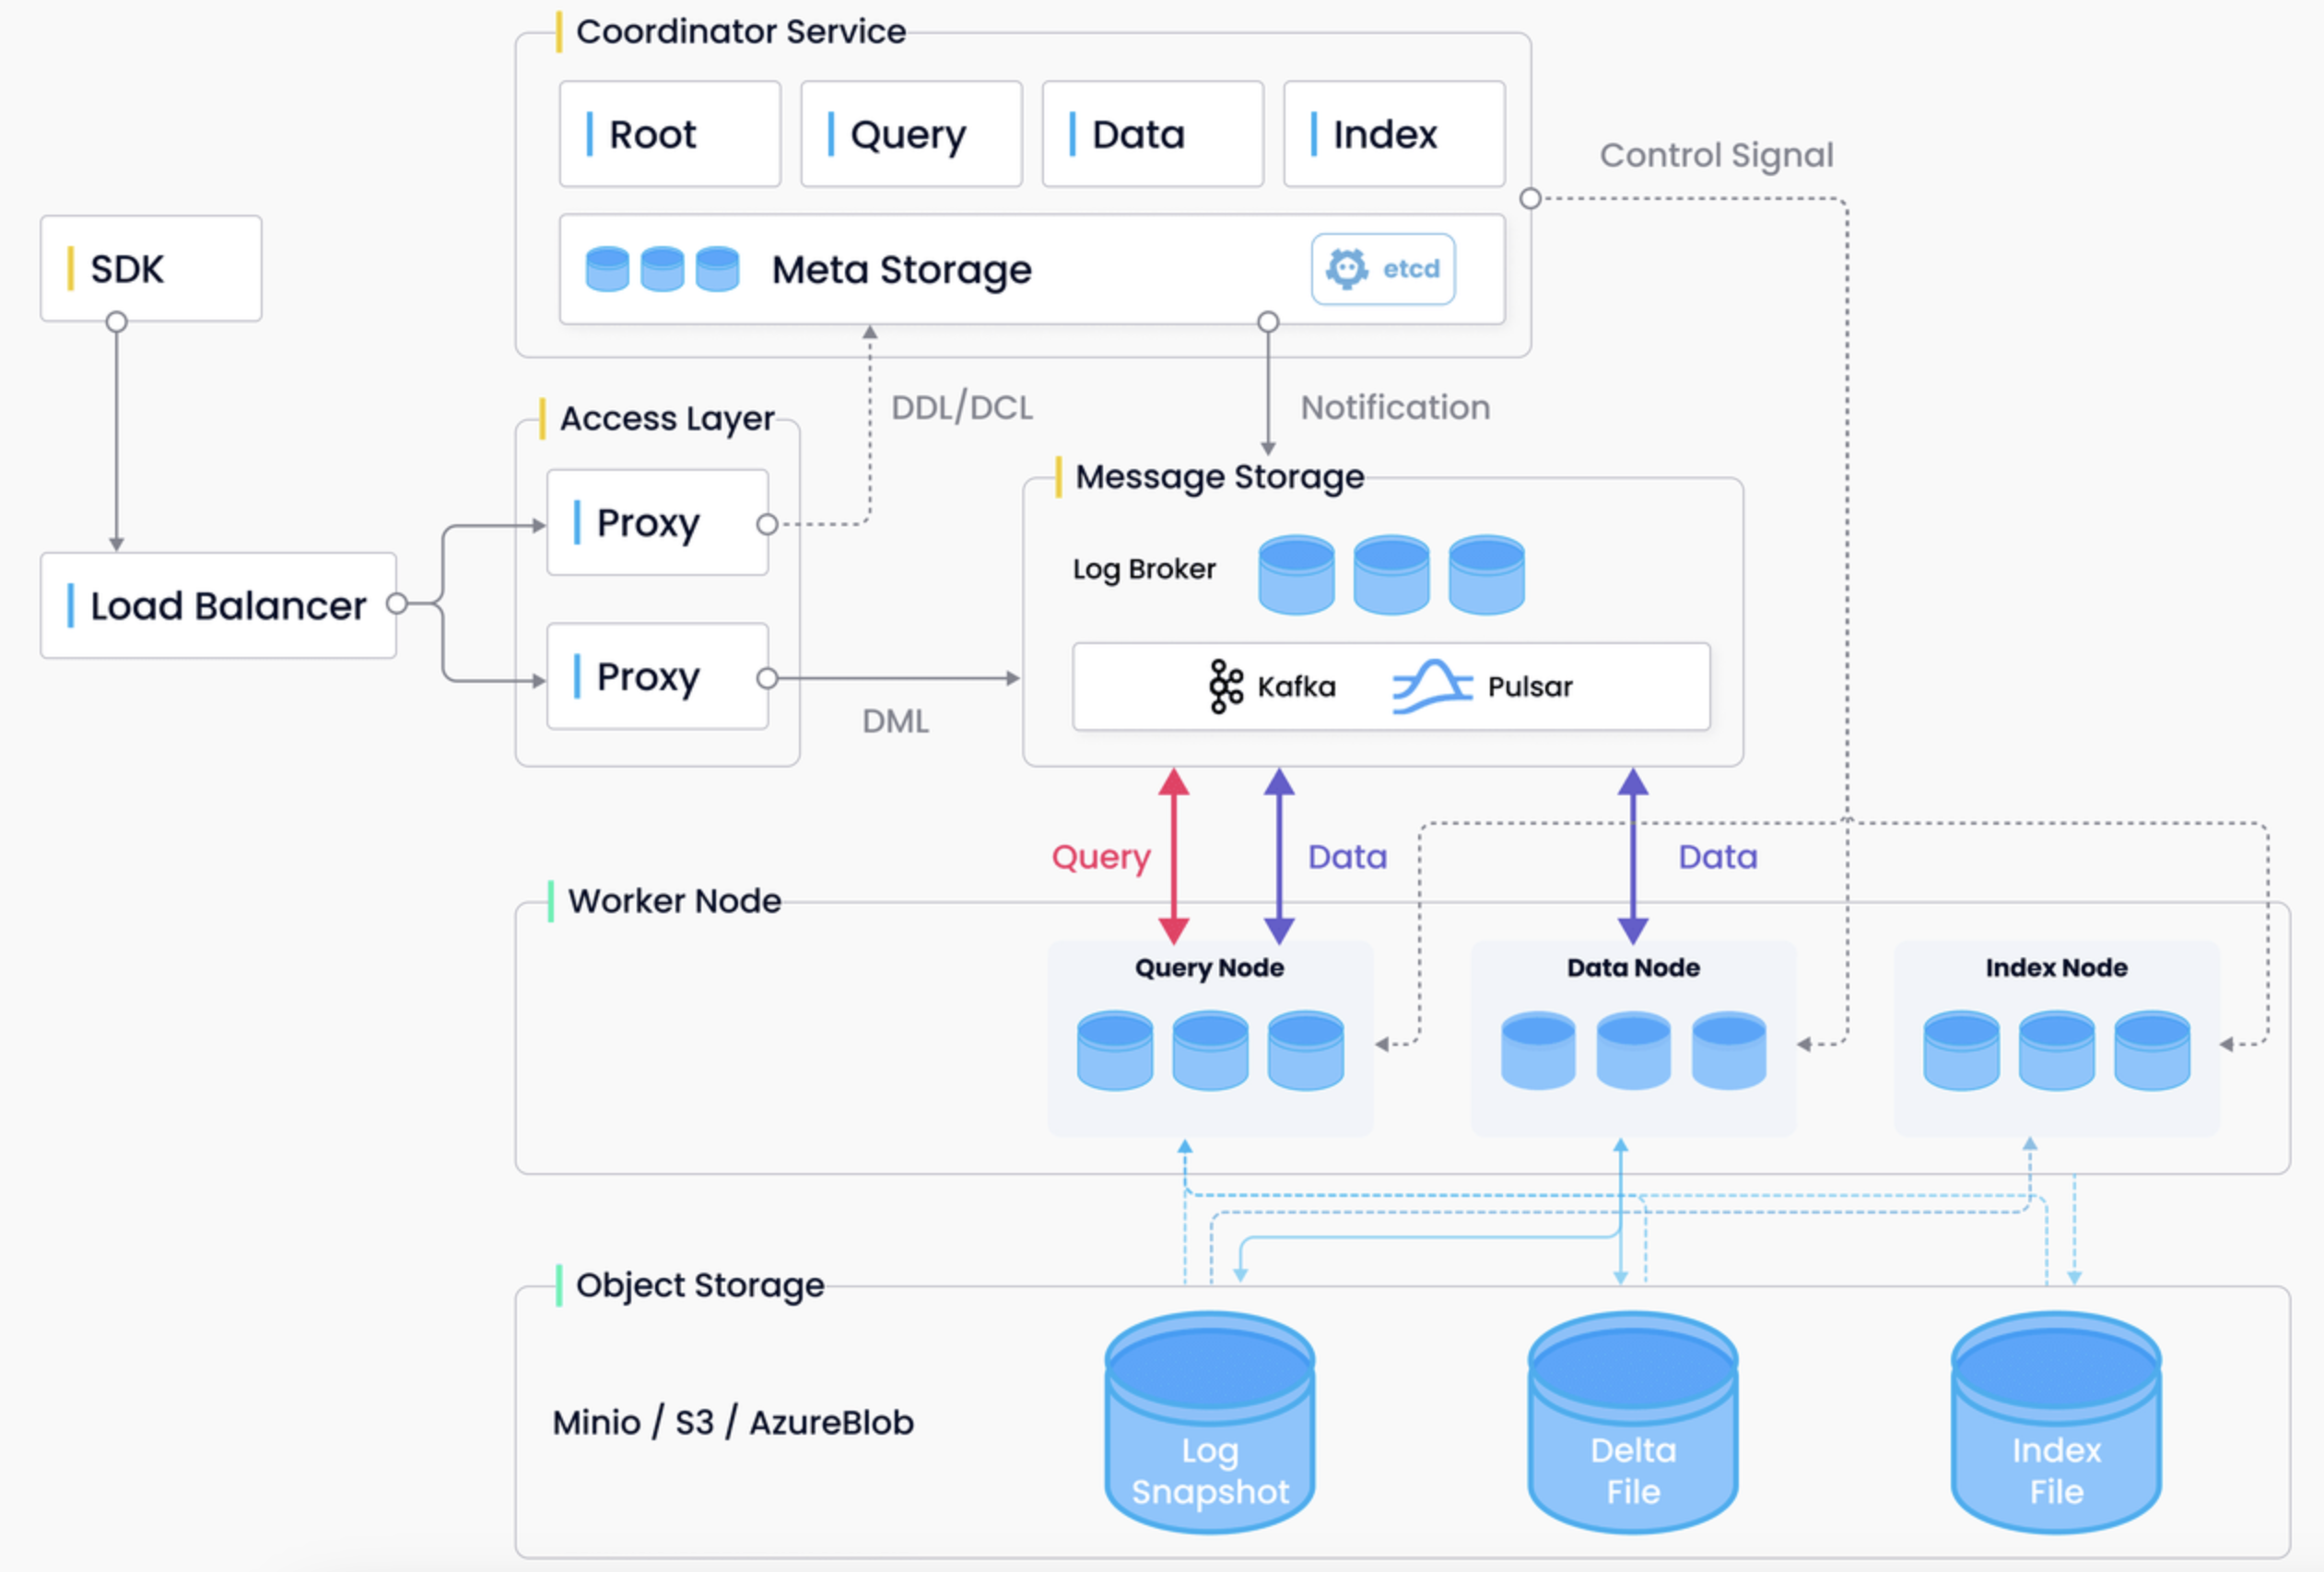 Coordinator Service
Root
Query
Data
Index
Control Signal
SDK
Meta Storage
etcd
DDL/DCL
Notification
Access Layer
Message Storage
Proxy
Log Broker
Load Balancer
Proxy
Kafka
Pulsar
DML
Query
Data
Data
Worker Node
Query Node
Data Node
Index Node
Object Storage
Minio / S3 / AzureBlob
Log
Snapshot
Delta
File
Index
File